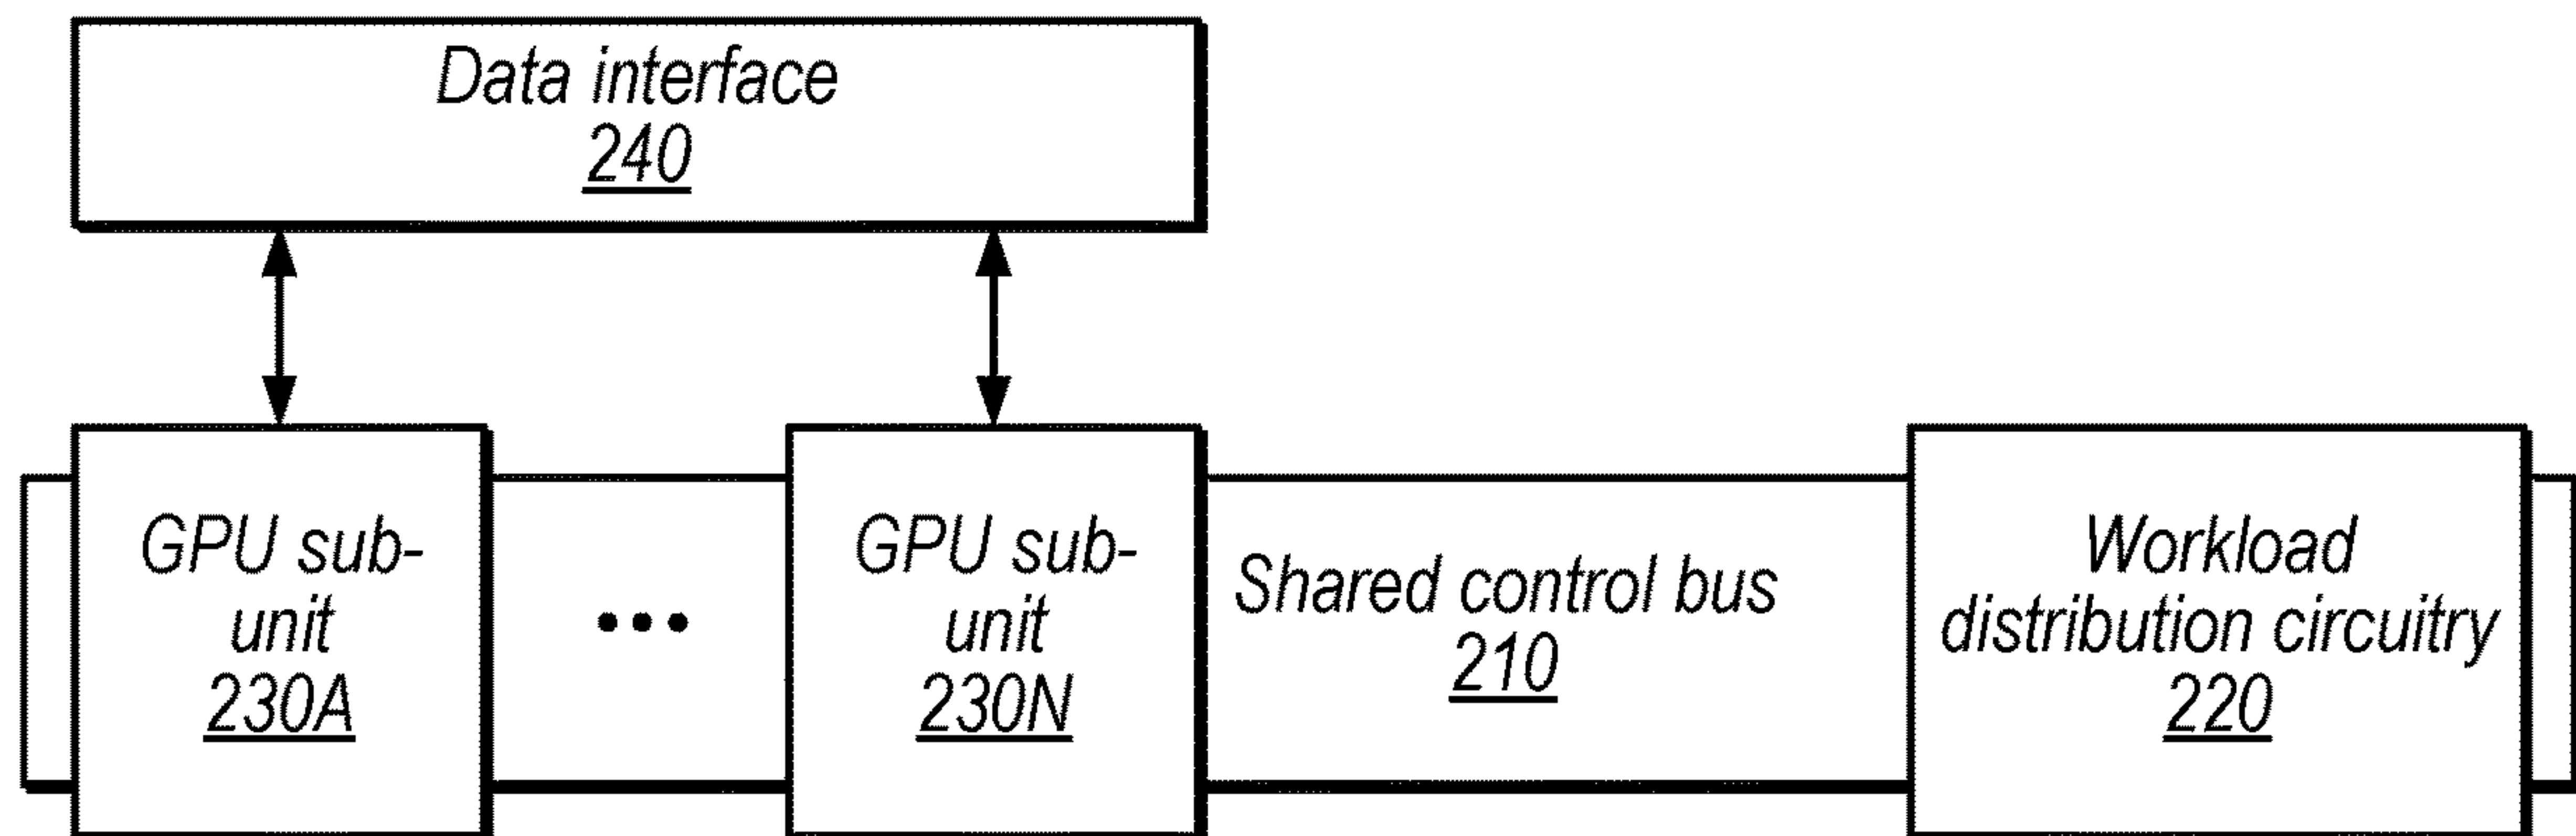 Data interface
240
GPU sub-
unit
230A
•••
GPU sub-
unit
230N
Shared control bus
210
Workload
distribution circuitry
220